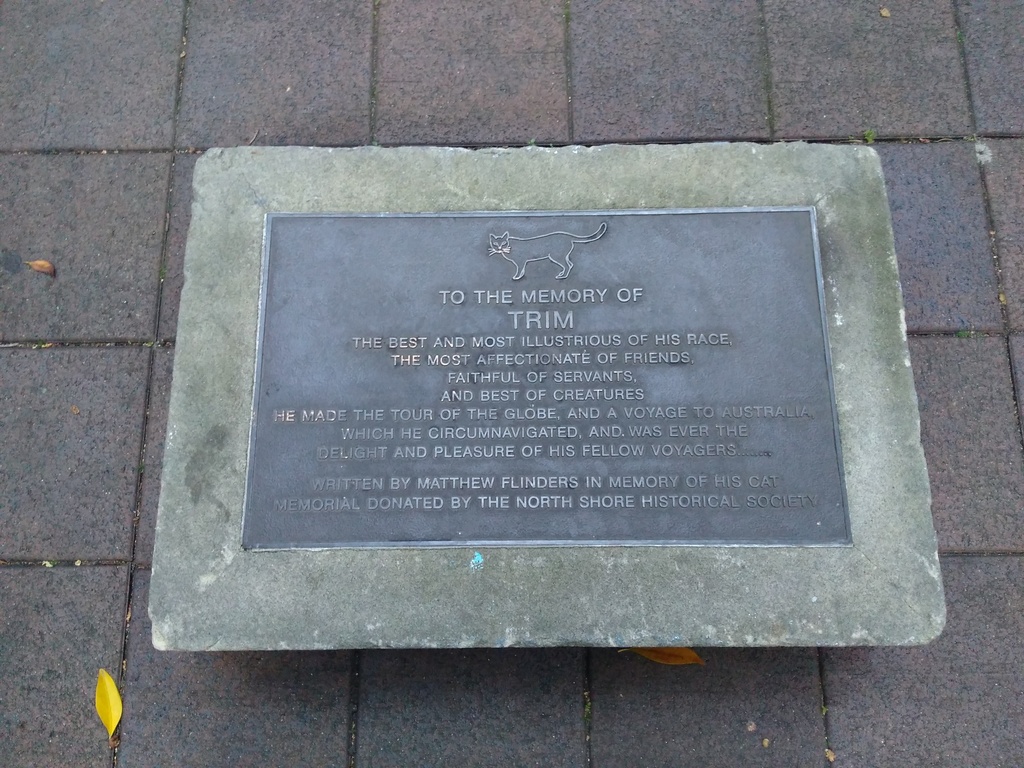 TO THE MEMORY OF
TRIM
THE BEST AND MOST ILLUSTRIOUS OF HIS RACE,
THE MOST AFFECTIONATE OF FRIENDS,
FAITHFUL OF SERVANTS,
AND BEST OF CREATURES
HE MADE THE TOUR OF THE GLOBE, AND A VOYAGE TO AUSTRALIA,
WHICH HE CIRCUMNAVIGATED, AND WAS EVER THE
DELIGHT AND PLEASURE OF HIS FELLOW VOYAGERS........
WRITTEN BY MATTHEW FLINDERS IN MEMORY OF HIS CAT
MEMORIAL DONATED BY THE NORTH SHORE HISTORICAL SOCIETY